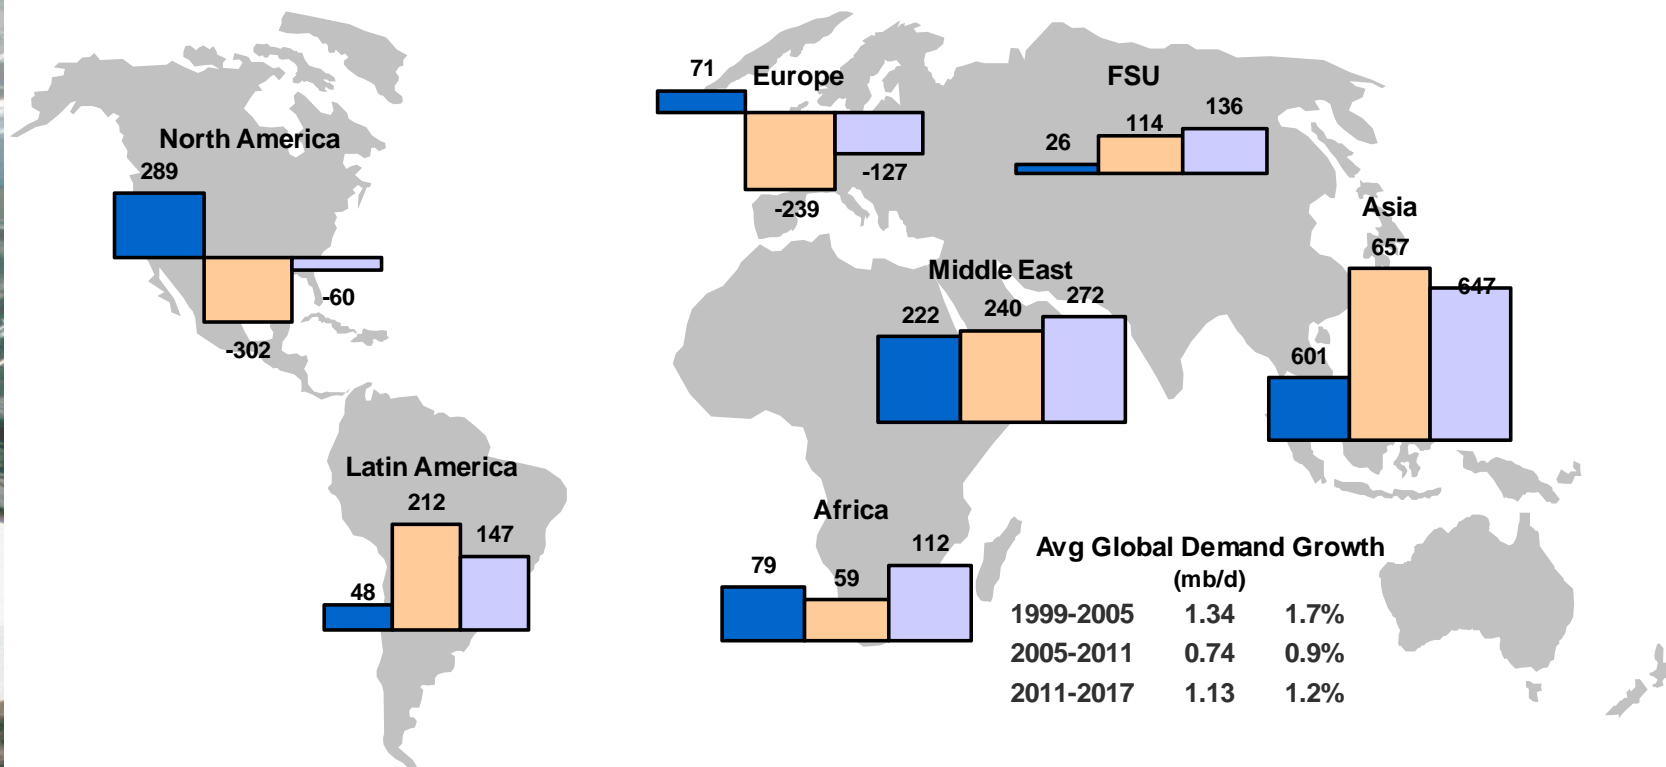 North America
289
-302
-60
Europe
71
-239
-127
FSU
26
114
136
Asia
601
657
647
Middle East
222
240
272
Latin America
48
212
147
Africa
79
59
112
Avg Global Demand Growth
(mb/d)
1999-2005 1.34 1.7%
2005-2011 0.74 0.9%
2011-2017 1.13 1.2%